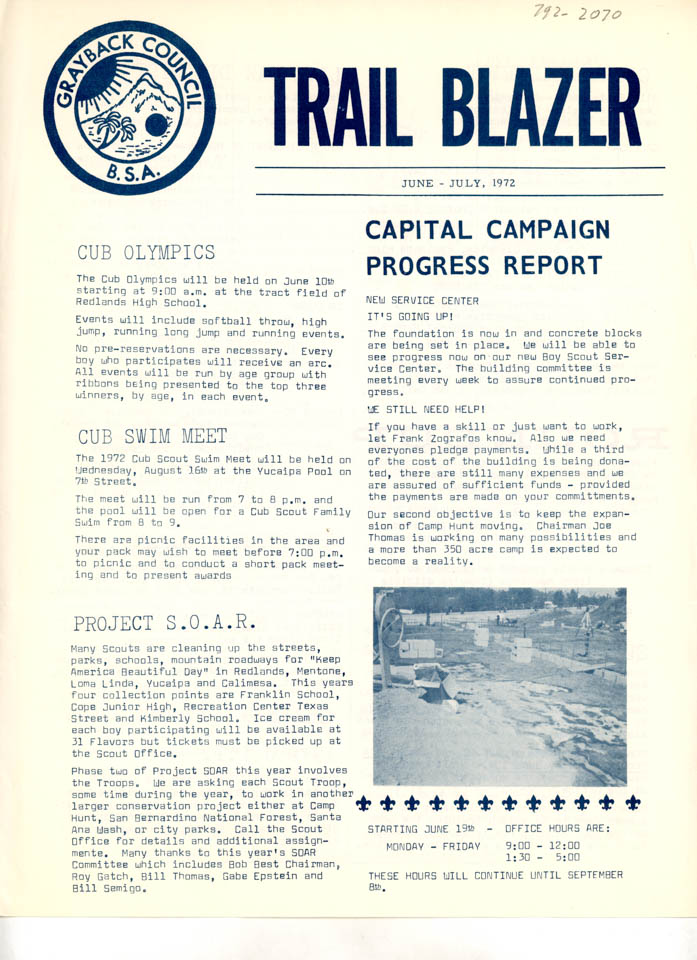 792-2070
GRAYBACK COUNCIL
B.S.A.
TRAIL BLAZER
JUNE - JULY, 1972
CUB OLYMPICS
The Cub Olympics will be held on June 10th
starting at 9:00 a.m. at the tract field of
Redlands High School.
Events will include softball throw, high
jump, running long jump and running events.
No pre-reservations are necessary. Every
boy who participates will receive an arc.
All events will be run by age group with
ribbons being presented to the top three
winners, by age, in each event.
CUB SWIM MEET
The 1972 Cub Scout Swim Meet will be held on
Wednesday, August 16th at the Yucaipa Pool on
7th Street.
The meet will be run from 7 to 8 p.m. and
the pool will be open for a Cub Scout Family
Swim from 8 to 9.
There are picnic facilities in the area and
your pack may wish to meet before 7:00 p.m.
to picnic and to conduct a short pack meet-
ing and to present awards
PROJECT S.O.A.R.
Many Scouts are cleaning up the streets,
parks, schools, mountain roadways for "Keep
America Beautiful Day" in Redlands, Mentone,
Loma Linda, Yucaipa and Calimesa. This years
four collection points are Franklin School,
Cope Junior High, Recreation Center Texas
Street and Kimberly School. Ice cream for
each boy participating will be available at
31 Flavors but tickets must be picked up at
the Scout Office.
Phase two of Project SOAR this year involves
the Troops. We are asking each Scout Troop,
some time during the year, to work in another
larger conservation project either at Camp
Hunt, San Bernardino National Forest, Santa
Ana Wash, or city parks. Call the Scout
Office for details and additional assign-
mente. Many thanks to this year's SOAR
Committee which includes Bob Best Chairman,
Roy Gatch, Bill Thomas, Gabe Epstein and
Bill Semigo.
CAPITAL CAMPAIGN
PROGRESS REPORT
NEW SERVICE CENTER
IT'S GOING UP!
The foundation is now in and concrete blocks
are being set in place. We will be able to
see progress now on our new Boy Scout Ser-
vice Center. The building committee is
meeting every week to assure continued pro-
gress.
WE STILL NEED HELP!
If you have a skill or just want to work,
let Frank Zografos know. Also we need
everyones pledge payments. While a third
of the cost of the building is being dona-
ted, there are still many expenses and we
are assured of sufficient funds - provided
the payments are made on your committments.
Our second objective is to keep the expan-
sion of Camp Hunt moving. Chairman Joe
Thomas is working on many possibilities and
a more than 350 acre camp is expected to
become a reality.
STARTING JUNE 19th - OFFICE HOURS ARE:
MONDAY - FRIDAY 9:00 - 12:00
1:30 - 5:00
THESE HOURS WILL CONTINUE UNTIL SEPTEMBER
8th.